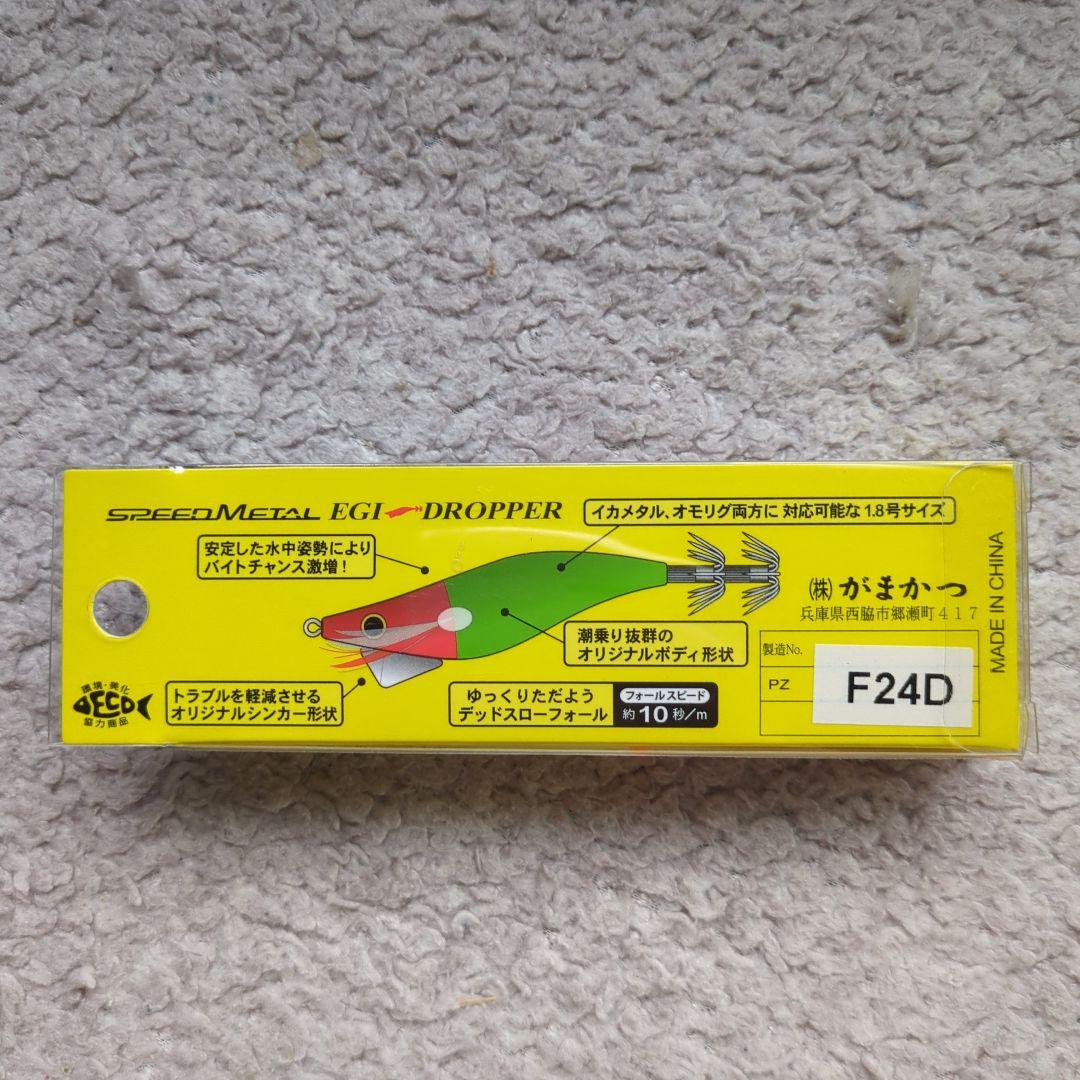 SPEEDMETAL EGI DROPPER
イカメタル、オモリグ両方に 対応可能な 1.8号サイズ
安定した水中姿勢により
バイトチャンス激増！
(株) がまかつ
兵庫県西脇市郷瀬町417
MADE IN CHINA
潮乗り抜群の
オリジナルボディ形状
製造No.
PZ
F24D
環境・美化
ECO
協力商品
トラブルを軽減させる
オリジナルシンカー形状
ゆっくりただよう
デッドスローフォール
フォールスピード
約10秒/m